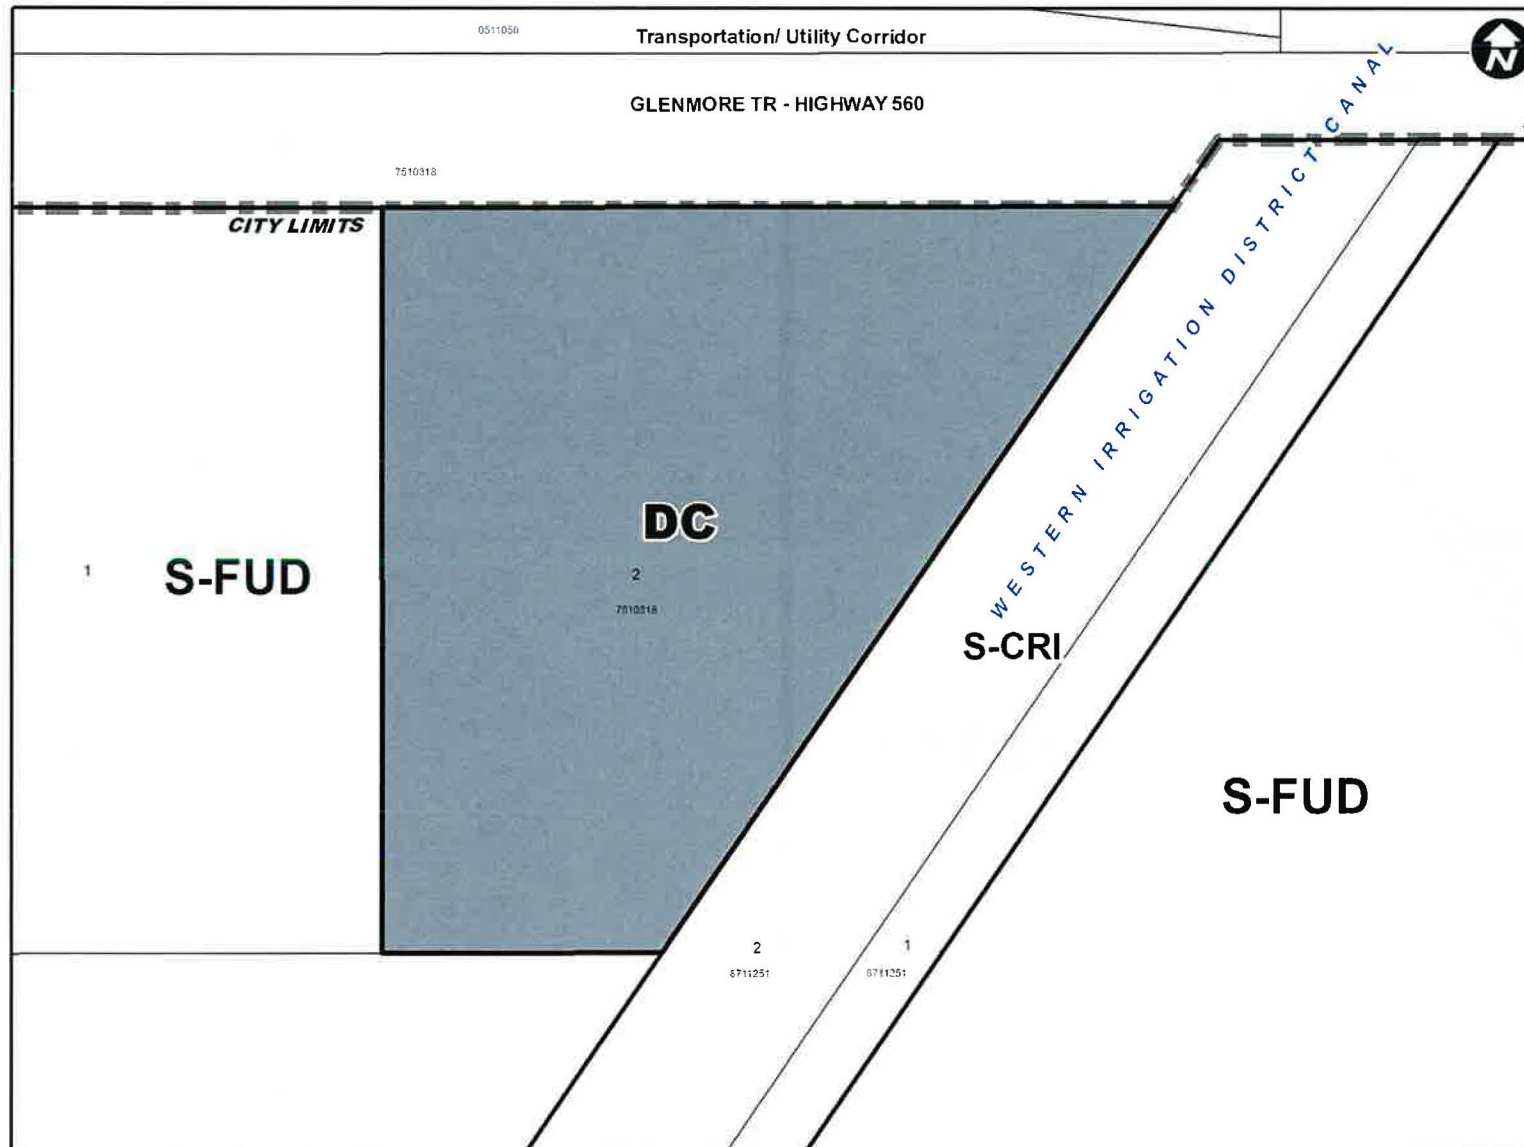 0511050
Transportation/ Utility Corridor
N
GLENMORE TR - HIGHWAY 560
7510318
CITY LIMITS
WESTERN IRRIGATION DISTRICT CANAL
DC
2
1
S-FUD
S-CRI
S-FUD
2
8711251
1
8711251